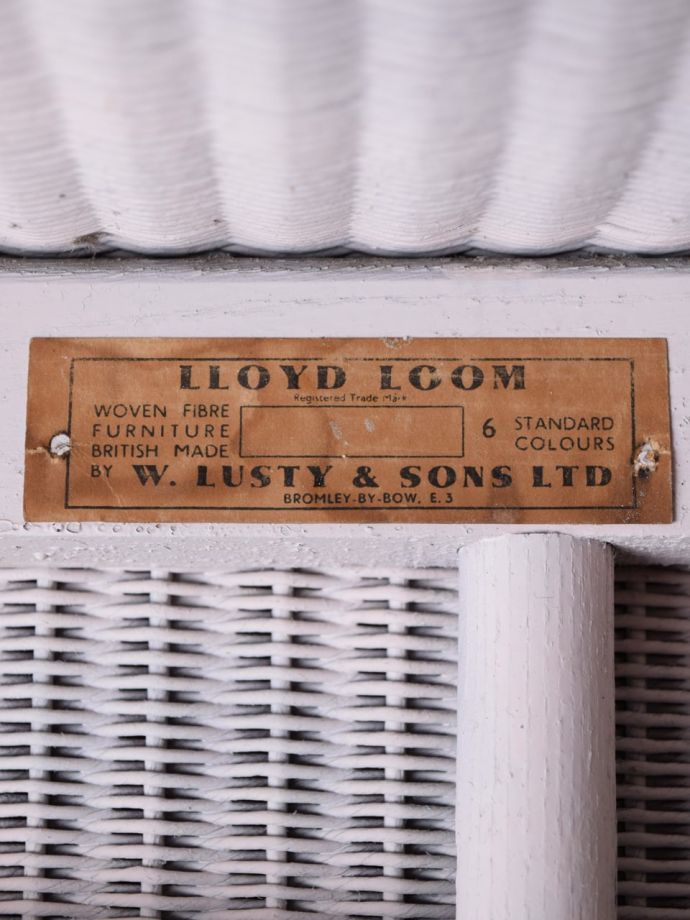 LLOYD LOOM
Registered Trade Mark
WOVEN FIBRE
FURNITURE
BRITISH MADE
BY W. LUSTY & SONS LTD
6 STANDARD
COLOURS
BROMLEY-BY-BOW, E.3